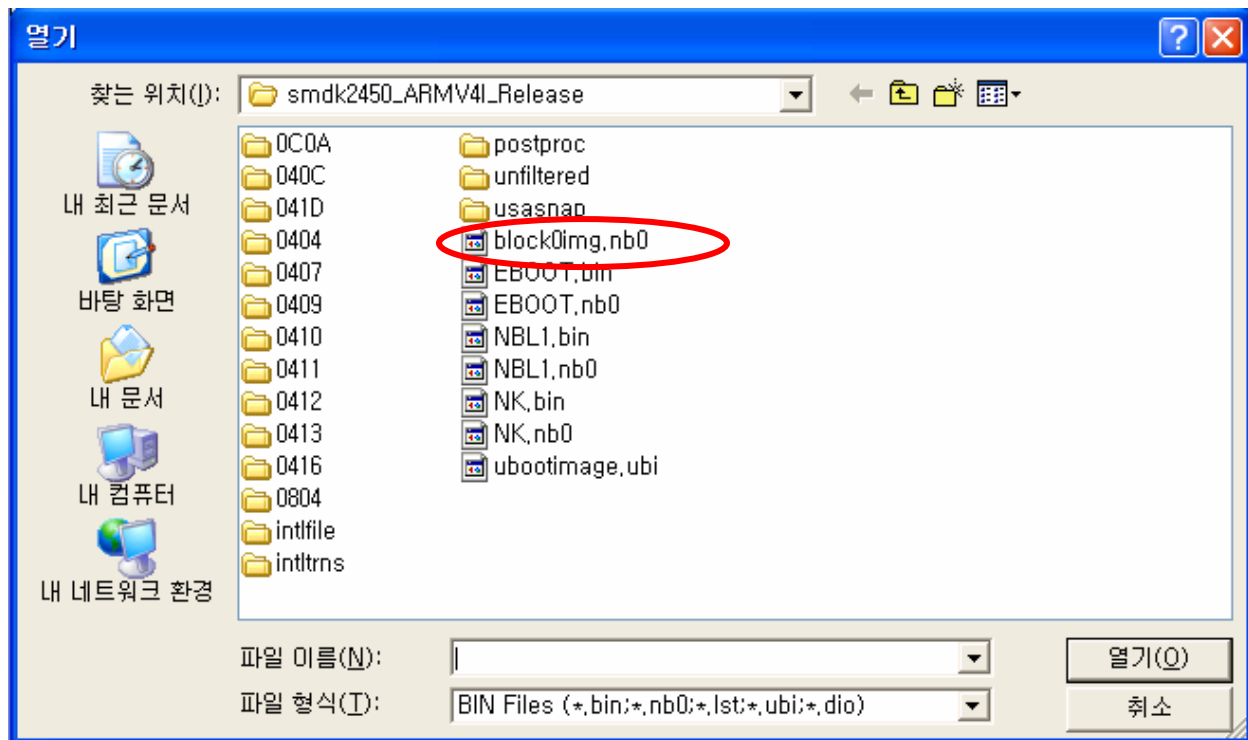 열기
찾는 위치(I):
smdk2450_ARMV4I_Release
내 최근 문서
바탕 화면
내 문서
내 컴퓨터
내 네트워크 환경
0C0A
040C
041D
0404
0407
0409
0410
0411
0412
0413
0416
0804
intlfile
intltrns
postproc
unfiltered
usasnap
block0img.nb0
EBOOT.bin
EBOOT.nb0
NBL1.bin
NBL1.nb0
NK.bin
NK.nb0
ubootimage.ubi
파일 이름(N):
열기(O)
파일 형식(T):
BIN Files (*.bin;*.nb0;*.lst;*.ubi;*.dio)
취소